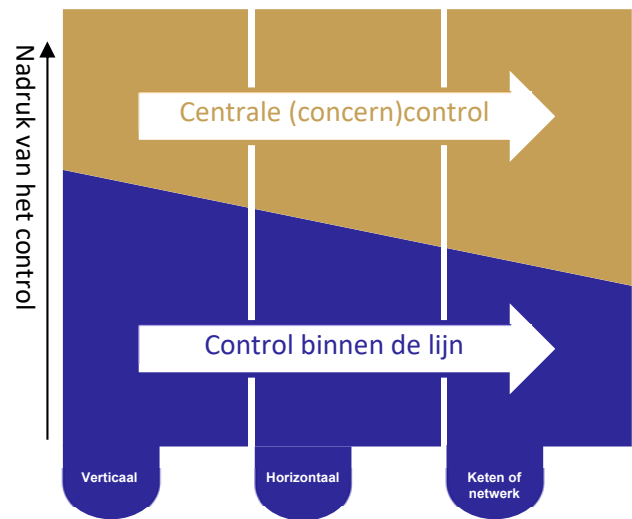 Nadruk van het control
Centrale (concern)control
Control binnen de lijn
Verticaal
Horizontaal
Keten of
netwerk